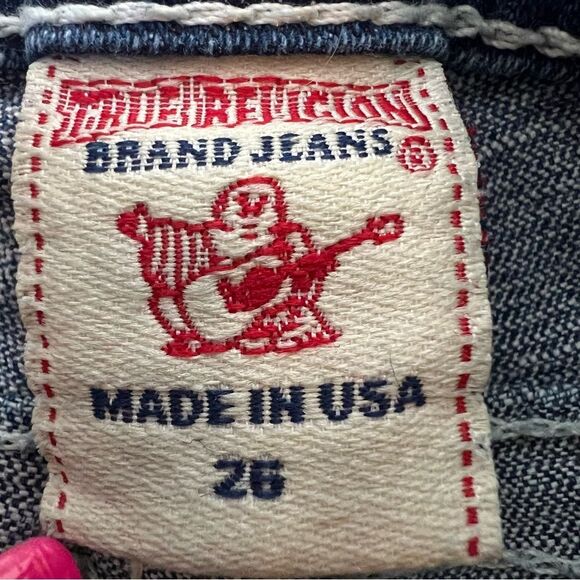 TRUE RELIGION
BRAND JEANS ®
MADE IN USA
26